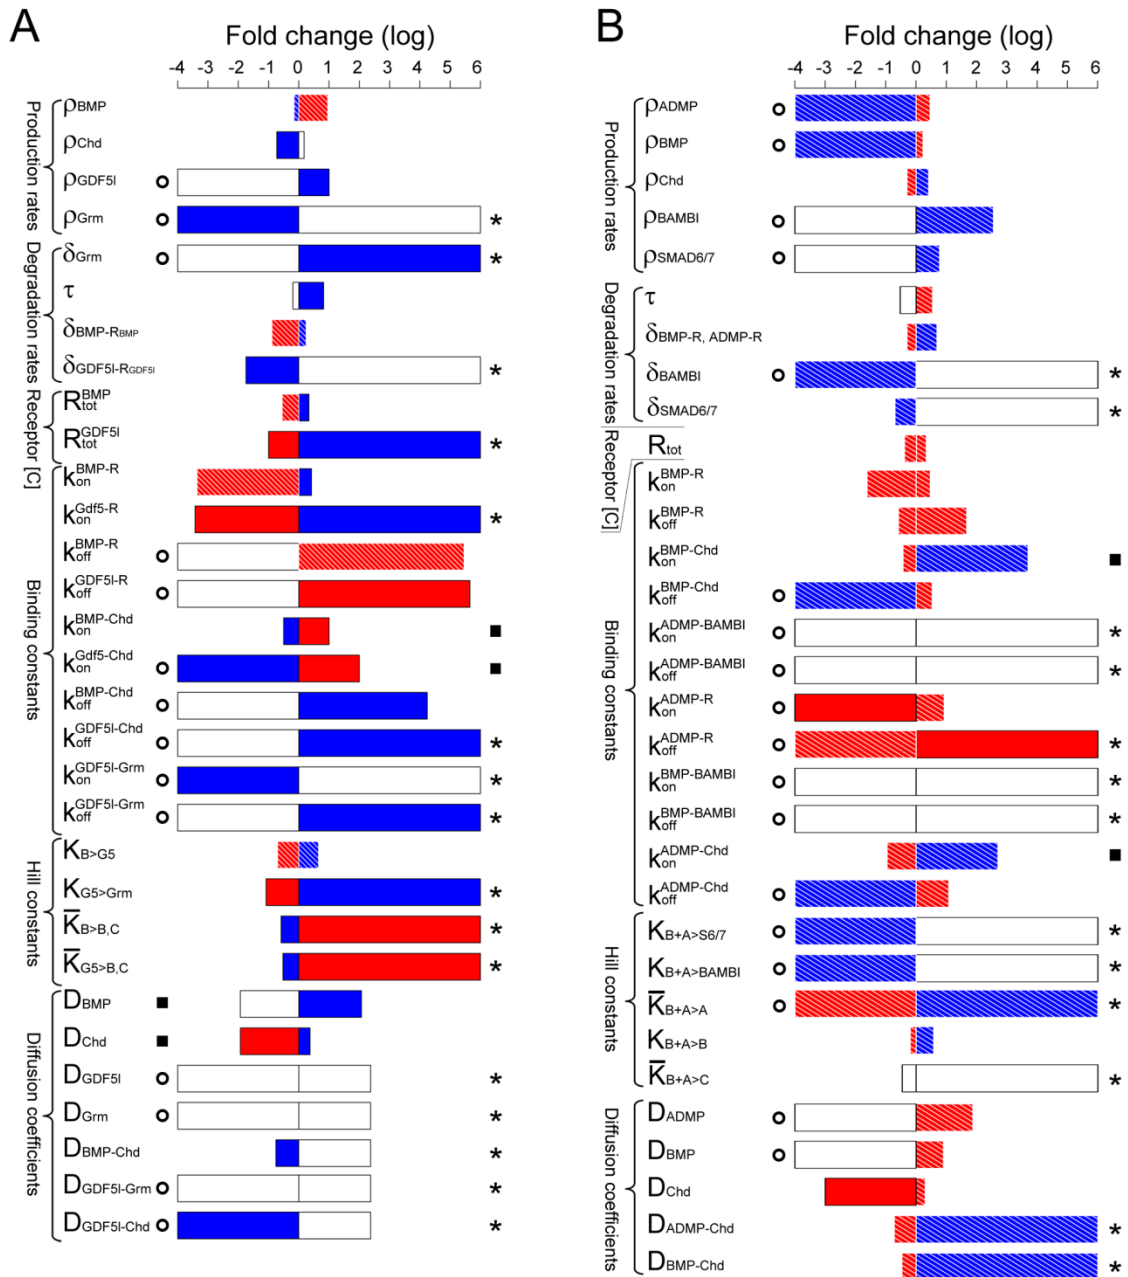 A
Fold change (log)
-4 -3 -2 -1 0 1 2 3 4 5 6
Production rates
ρBMP
ρChd
ρGDF5l
ρGrm *
Degradation rates
δGrm *
τ
δBMP-RBMP
δGDF5l-RGDF5l *
Receptor [C]
RtotBMP
RtotGDF5l *
Binding constants
konBMP-R
konGdf5-R *
koffBMP-R
koffGDF5l-R
konBMP-Chd
konGdf5-Chd
koffBMP-Chd
koffGDF5l-Chd *
konGDF5l-Grm *
koffGDF5l-Grm *
Hill constants
KB>G5
KG5>Grm *
K̅B>B,C *
K̅G5>B,C *
Diffusion coefficients
DBMP
DChd
DGDF5l *
DGrm *
DBMP-Chd *
DGDF5l-Grm *
DGDF5l-Chd *
B
Fold change (log)
-4 -3 -2 -1 0 1 2 3 4 5 6
Production rates
ρADMP
ρBMP
ρChd
ρBAMBI
ρSMAD6/7
Degradation rates
τ
δBMP-R, ADMP-R
δBAMBI *
δSMAD6/7 *
Receptor [C]
Rtot
Binding constants
konBMP-R
koffBMP-R
konBMP-Chd
koffBMP-Chd
konADMP-BAMBI *
koffADMP-BAMBI *
konADMP-R
koffADMP-R *
konBMP-BAMBI *
koffBMP-BAMBI *
konADMP-Chd
koffADMP-Chd
Hill constants
KB+A>S6/7 *
KB+A>BAMBI *
K̅B+A>A *
KB+A>B
K̅B+A>C *
Diffusion coefficients
DADMP
DBMP
DChd
DADMP-Chd *
DBMP-Chd *